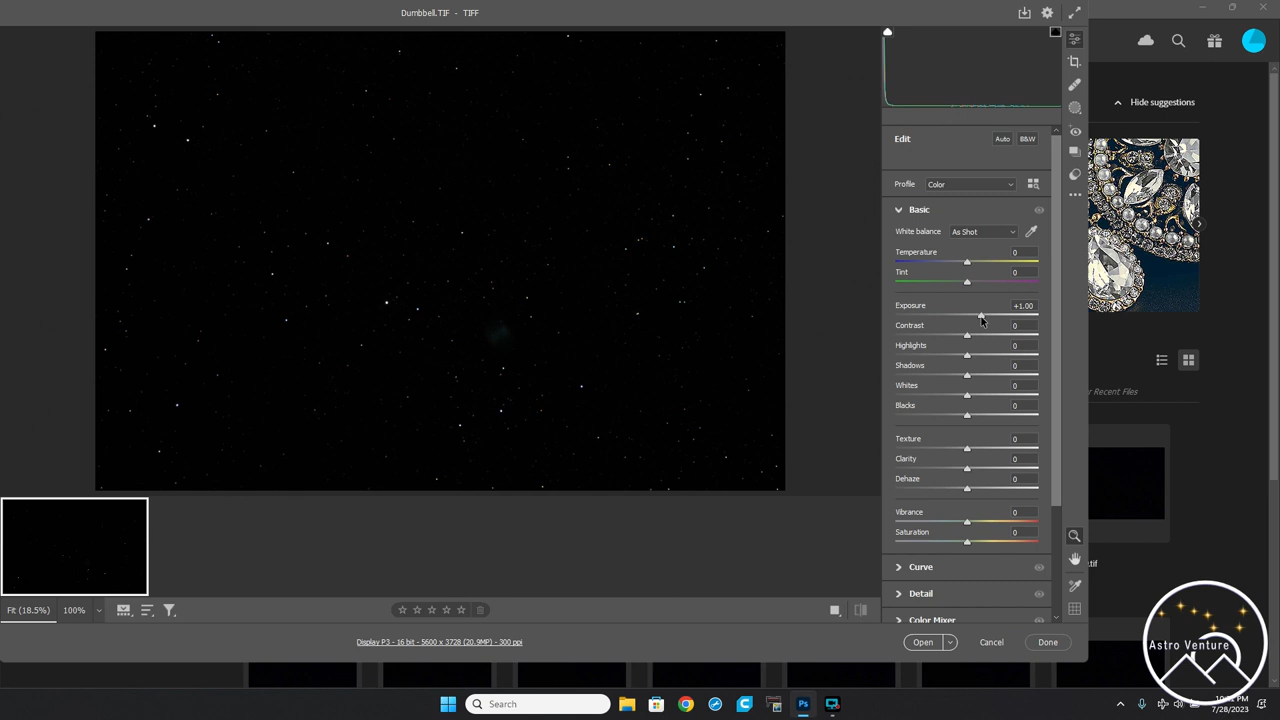 Dumbbell.TIF - TIFF
Hide suggestions
Edit
Auto
B&W
Profile
Color
Basic
White balance
As Shot
Temperature
0
Tint
0
Exposure
+1.00
Contrast
0
Highlights
0
Shadows
0
Whites
0
Blacks
0
Texture
0
Clarity
0
Dehaze
0
Vibrance
0
Saturation
0
Curve
Detail
Color Mixer
r Recent Files
.tif
Fit (18.5%)
100%
Display P3 - 16 bit - 5600 x 3728 (20.9MP) - 300 ppi
Open
Cancel
Done
Astro Venture
Search
Ps
7/28/2023